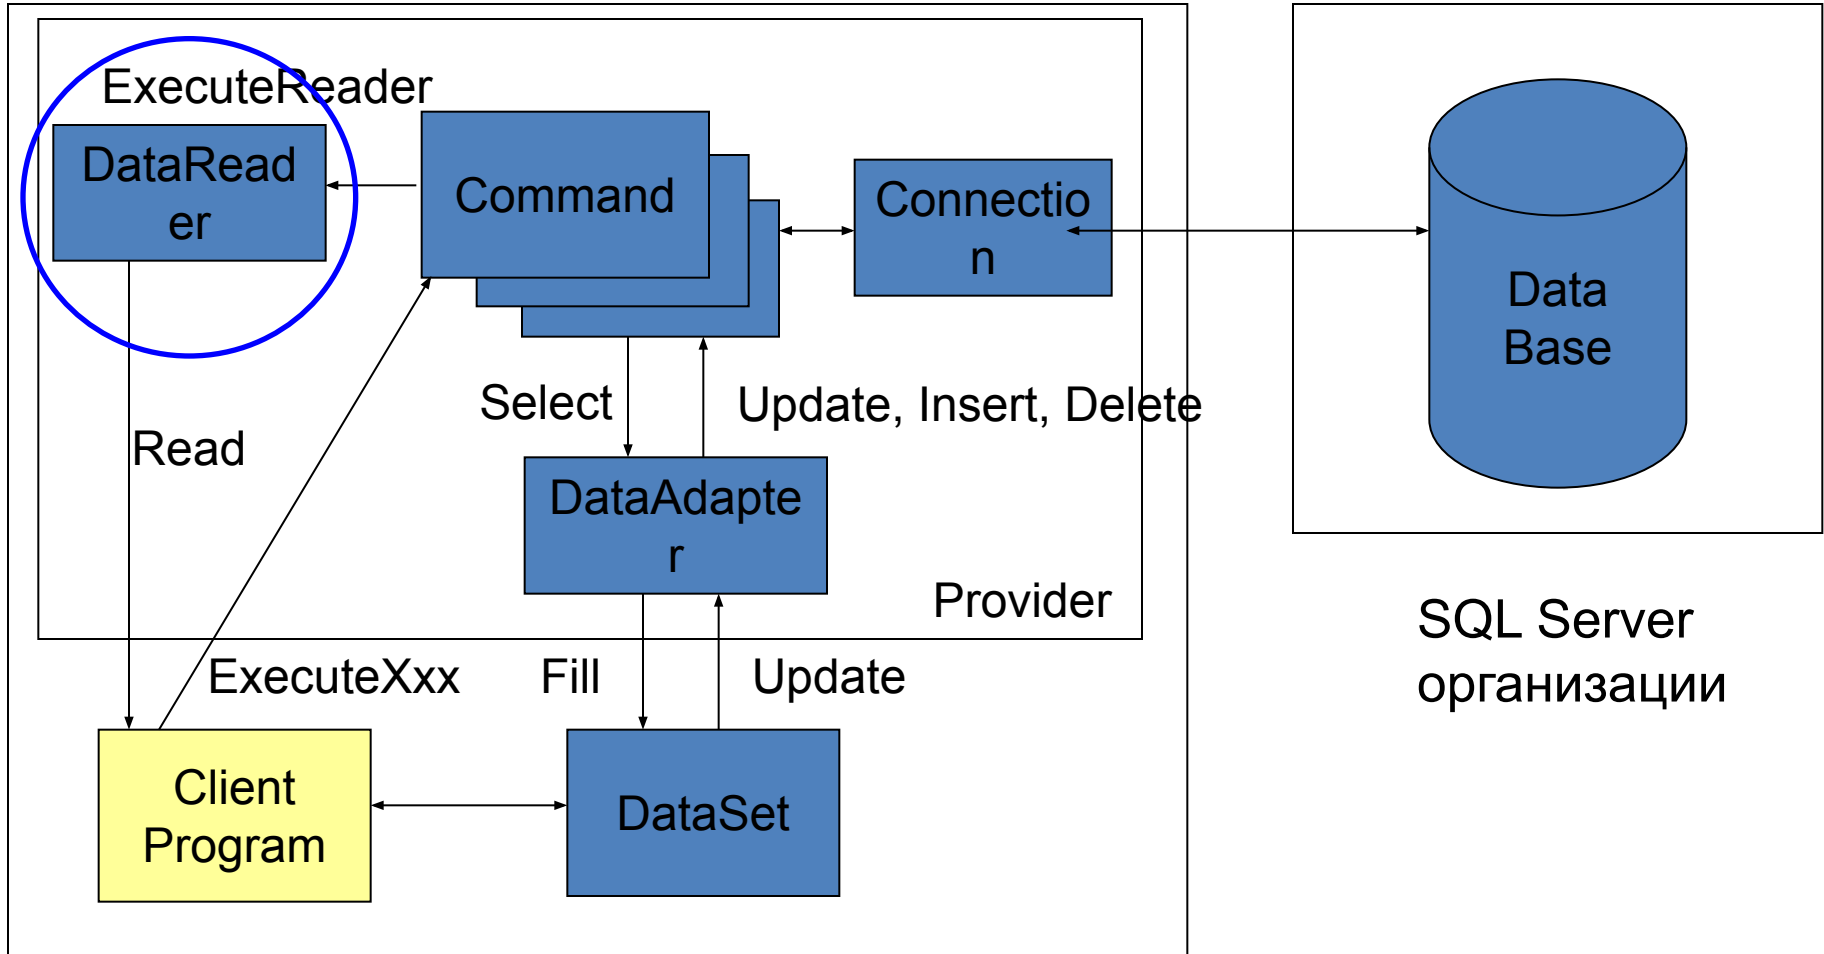 ExecuteReader
DataRead
er
Command
Connectio
n
Data
Base
Select
Update, Insert, Delete
Read
DataAdapte
r
Provider
SQL Server
организации
ExecuteXxx
Fill
Update
Client
Program
DataSet